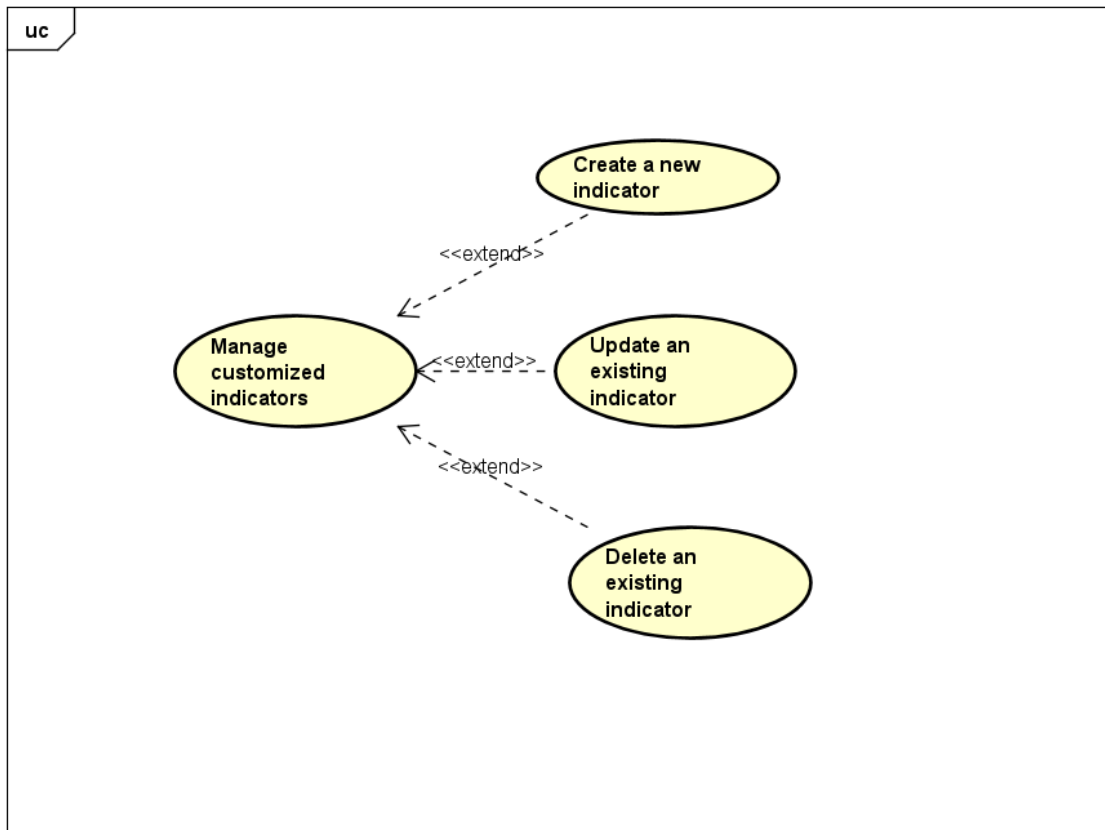 uc
Create a new
indicator
<<extend>>
Manage
customized
indicators
<<extend>>
Update an
existing
indicator
<<extend>>
Delete an
existing
indicator